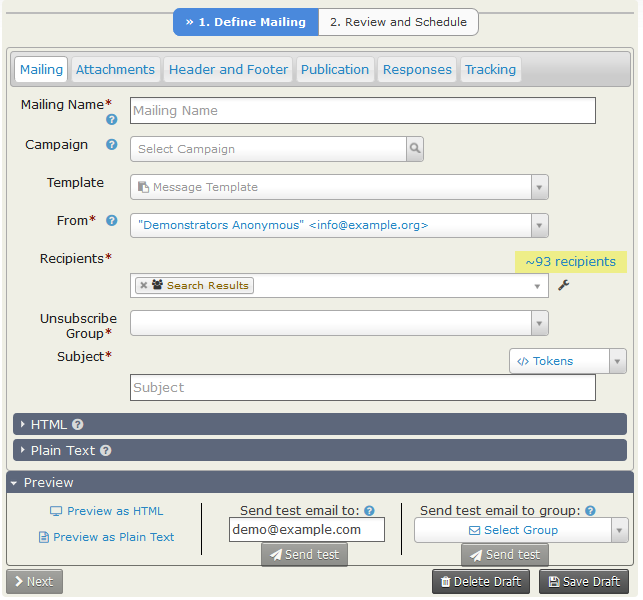 » 1. Define Mailing 2. Review and Schedule
Mailing Attachments Header and Footer Publication Responses Tracking
Mailing Name* ?
Mailing Name
Campaign ?
Select Campaign
Template
Message Template
From* ?
"Demonstrators Anonymous" <info@example.org>
Recipients*
~93 recipients
× Search Results
Unsubscribe
Group*
Subject*
</> Tokens
Subject
HTML ?
Plain Text ?
Preview
Preview as HTML
Preview as Plain Text
Send test email to: ?
demo@example.com
Send test
Send test email to group: ?
Select Group
Send test
Next
Delete Draft
Save Draft